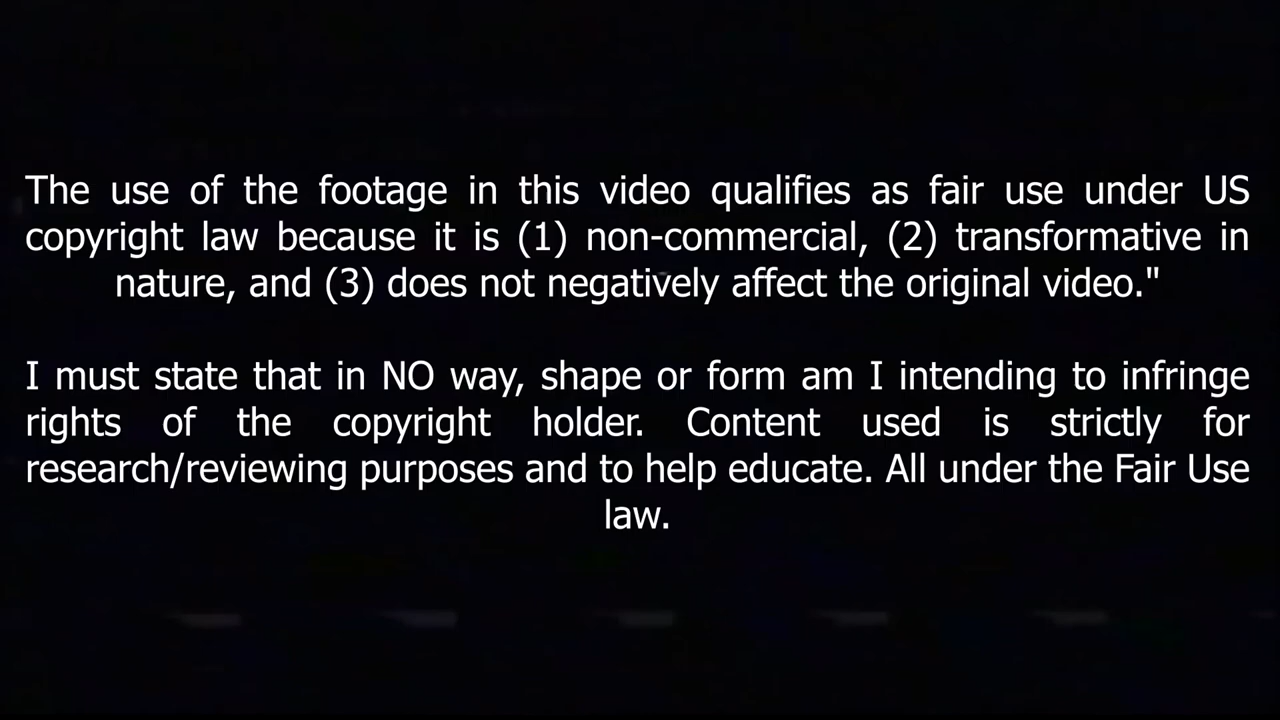 The use of the footage in this video qualifies as fair use under US
copyright law because it is (1) non-commercial, (2) transformative in
nature, and (3) does not negatively affect the original video."
I must state that in NO way, shape or form am I intending to infringe
rights of the copyright holder. Content used is strictly for
research/reviewing purposes and to help educate. All under the Fair Use
law.